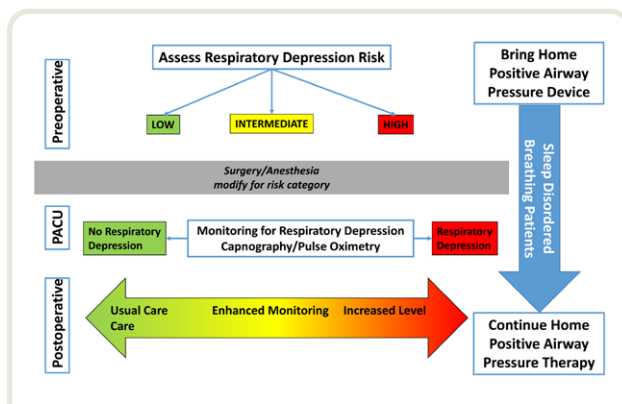 Preoperative
Assess Respiratory Depression Risk
LOW
INTERMEDIATE
HIGH
Bring Home
Positive Airway
Pressure Device
Surgery/Anesthesia
modify for risk category
Sleep Disordered
Breathing Patients
PACU
No Respiratory
Depression
Monitoring for Respiratory Depression
Capnography/Pulse Oximetry
Respiratory
Depression
Postoperative
Usual Care
Care
Enhanced Monitoring
Increased Level
Continue Home
Positive Airway
Pressure Therapy